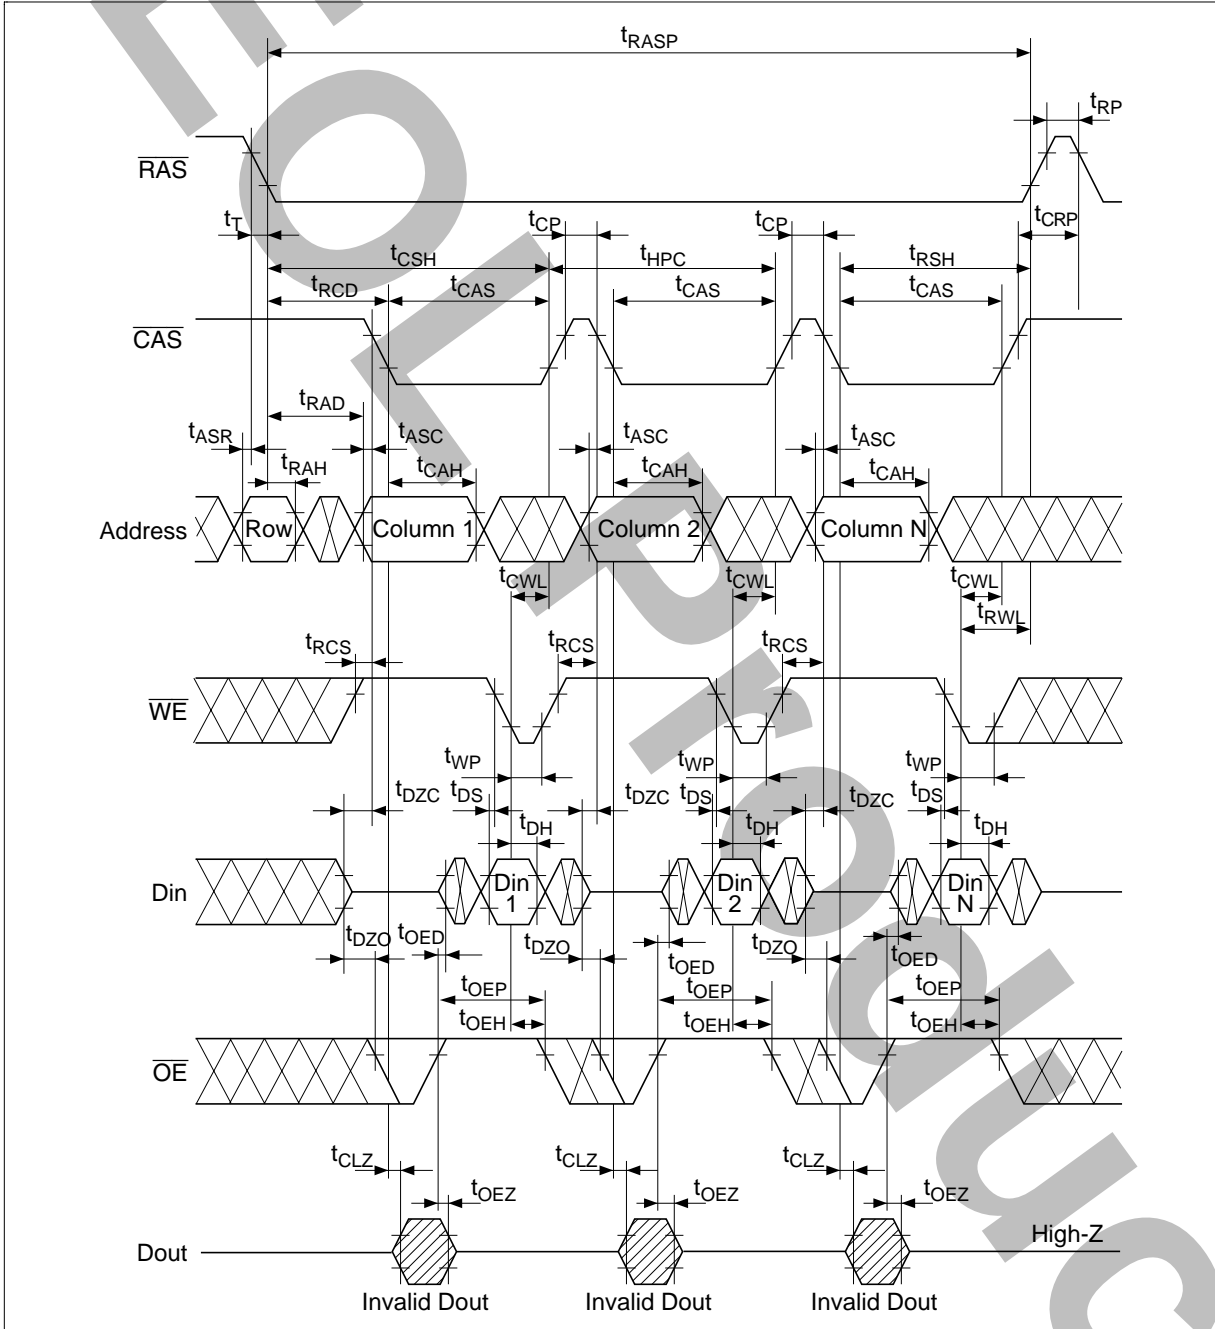 EOL Product
tRASP
tRP
RAS
tT
tCP
tCP
tCRP
tCSH
tHPC
tRSH
tRCD
tCAS
tCAS
tCAS
CAS
tRAD
tASR
tASC
tASC
tASC
tRAH
tCAH
tCAH
tCAH
Address
Row
Column 1
Column 2
Column N
tCWL
tCWL
tCWL
tRWL
tRCS
tRCS
tRCS
WE
tWP
tWP
tWP
tDZC
tDS
tDZC
tDS
tDZC
tDS
tDH
tDH
tDH
Din
Din 1
Din 2
Din N
tDZO
tOED
tDZO
tOED
tDZO
tOED
tOEP
tOEP
tOEP
tOEH
tOEH
tOEH
OE
tCLZ
tCLZ
tCLZ
tOEZ
tOEZ
tOEZ
Dout
High-Z
Invalid Dout
Invalid Dout
Invalid Dout